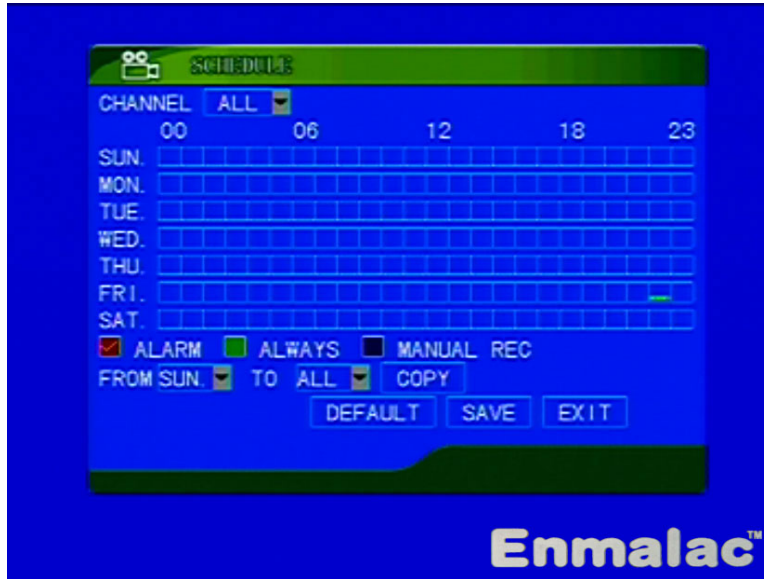 SCHEDULE
CHANNEL ALL
00 06 12 18 23
SUN.
MON.
TUE.
WED.
THU.
FRI.
SAT.
ALARM ALWAYS MANUAL REC
FROM SUN. TO ALL COPY
DEFAULT SAVE EXIT
Enmalac™